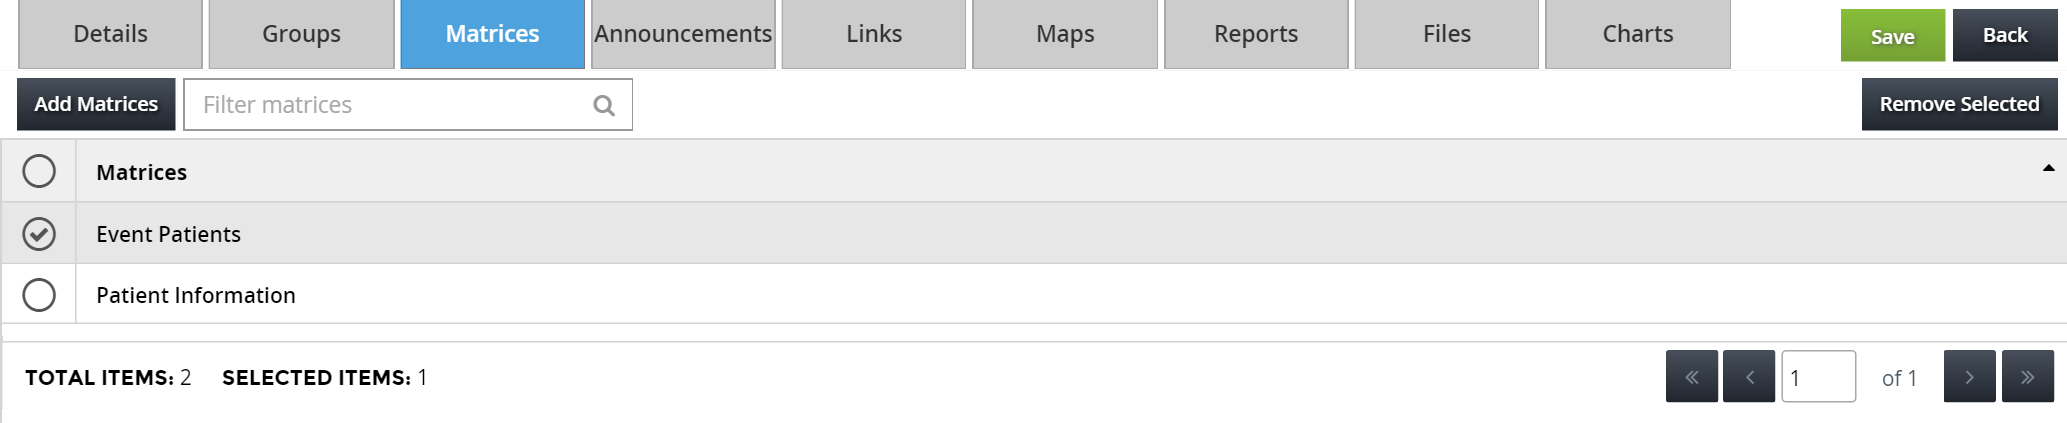 Details Groups Matrices Announcements Links Maps Reports Files Charts Save Back
Add Matrices Filter matrices Remove Selected
Matrices
Event Patients
Patient Information
TOTAL ITEMS: 2 SELECTED ITEMS: 1 « ‹ 1 of 1 › »